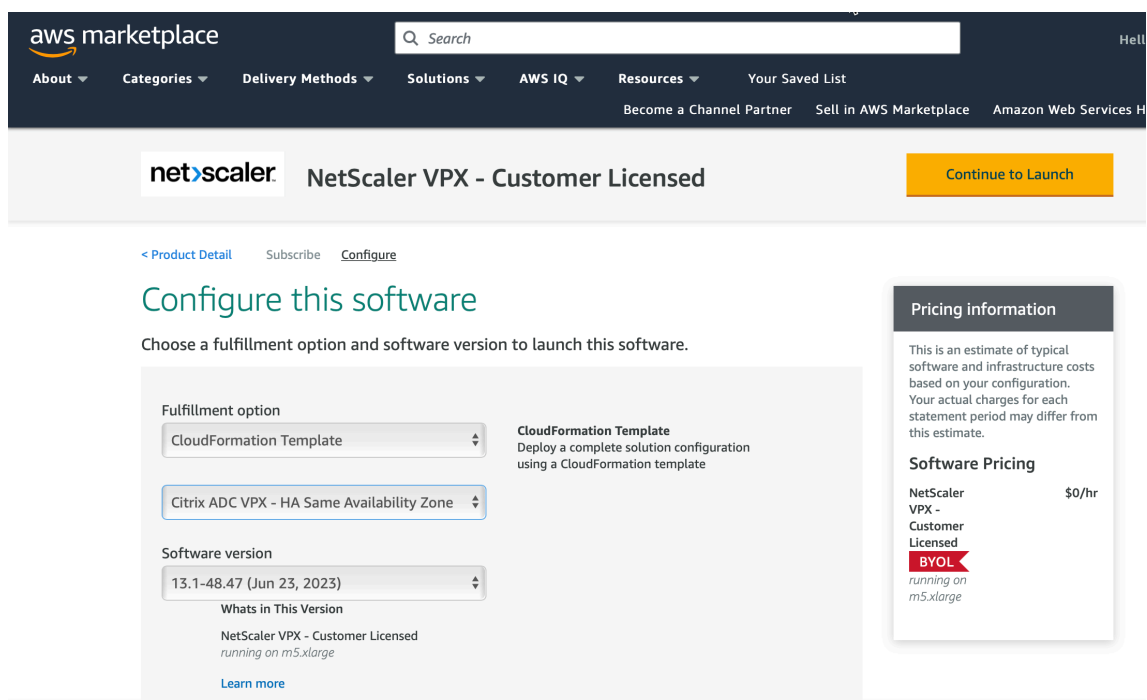 aws marketplace
Search
Hell
About
Categories
Delivery Methods
Solutions
AWS IQ
Resources
Your Saved List
Become a Channel Partner
Sell in AWS Marketplace
Amazon Web Services H
net>scaler
NetScaler VPX - Customer Licensed
Continue to Launch
< Product Detail
Subscribe
Configure
Configure this software
Choose a fulfillment option and software version to launch this software.
Fulfillment option
CloudFormation Template
CloudFormation Template
Deploy a complete solution configuration
using a CloudFormation template
Citrix ADC VPX - HA Same Availability Zone
Software version
13.1-48.47 (Jun 23, 2023)
Whats in This Version
NetScaler VPX - Customer Licensed
running on m5.xlarge
Learn more
Pricing information
This is an estimate of typical
software and infrastructure costs
based on your configuration.
Your actual charges for each
statement period may differ from
this estimate.
Software Pricing
NetScaler $0/hr
VPX -
Customer
Licensed
BYOL
running on
m5.xlarge